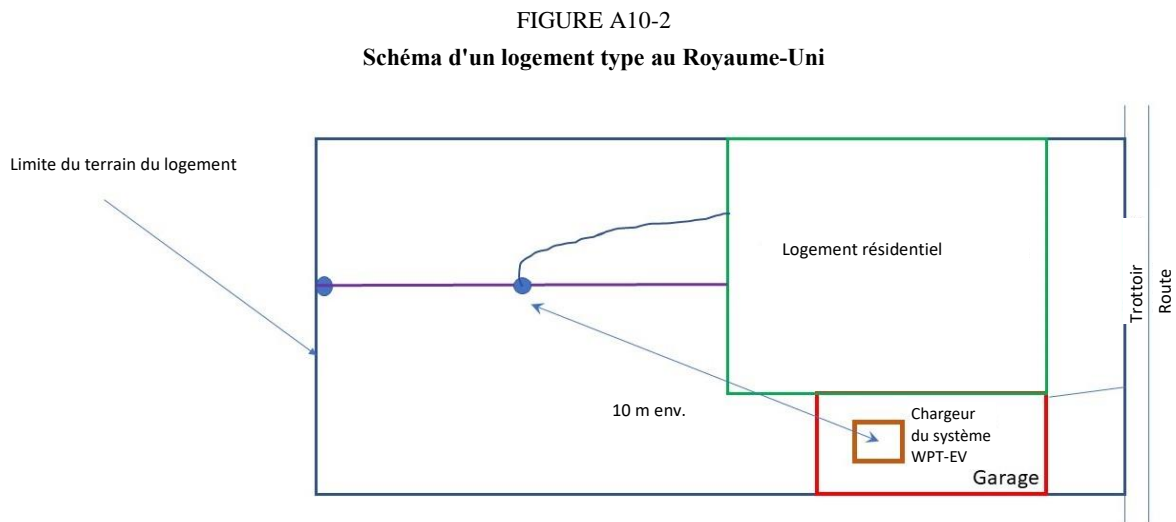 FIGURE A10-2
Schéma d'un logement type au Royaume-Uni
Limite du terrain du logement
Logement résidentiel
Trottoir
Route
10 m env.
Chargeur
du système
WPT-EV
Garage